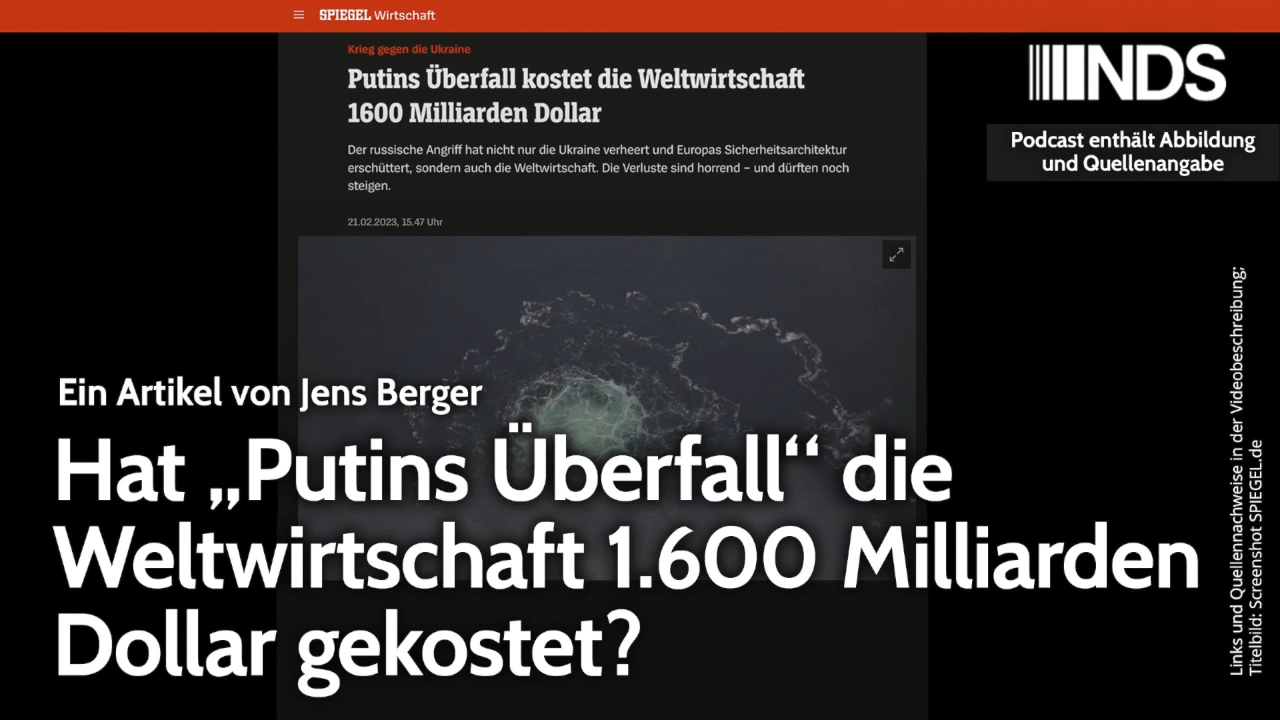 SPIEGEL Wirtschaft
Krieg gegen die Ukraine
Putins Überfall kostet die Weltwirtschaft
1600 Milliarden Dollar
Der russische Angriff hat nicht nur die Ukraine verheert und Europas Sicherheitsarchitektur
erschüttert, sondern auch die Weltwirtschaft. Die Verluste sind horrend – und dürften noch
steigen.
21.02.2023, 15.47 Uhr
NDS
Podcast enthält Abbildung
und Quellenangabe
Ein Artikel von Jens Berger
Hat „Putins Überfall“ die
Weltwirtschaft 1.600 Milliarden
Dollar gekostet?
Links und Quellennachweise in der Videobeschreibung;
Titelbild: Screenshot SPIEGEL.de